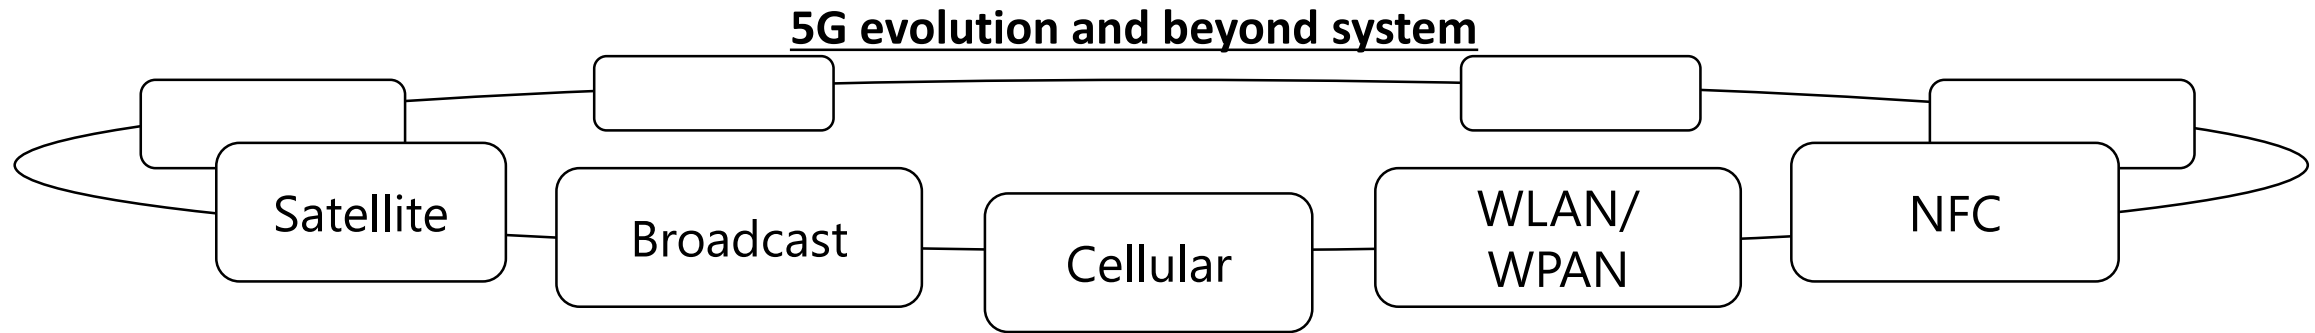 5G evolution and beyond system
Satellite
Broadcast
Cellular
WLAN/
WPAN
NFC